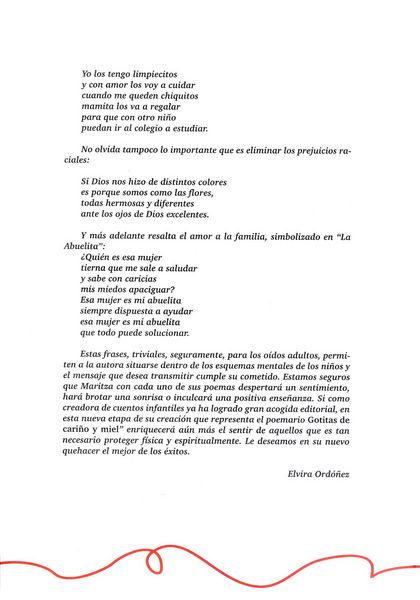 Yo los tengo limpiecitos
y con amor los voy a cuidar
cuando me queden chiquitos
mamita los va a regalar
para que con otro niño
puedan ir al colegio a estudiar.
No olvida tampoco lo importante que es eliminar los prejuicios ra-
ciales:
Si Dios nos hizo de distintos colores
es porque somos como las flores,
todas hermosas y diferentes
ante los ojos de Dios excelentes.
Y más adelante resalta el amor a la familia, simbolizado en “La
Abuelita”:
¿Quién es esa mujer
tierna que me sale a saludar
y sabe con caricias
mis miedos apaciguar?
Esa mujer es mi abuelita
siempre dispuesta a ayudar
esa mujer es mi abuelita
que todo puede solucionar.
Estas frases, triviales, seguramente, para los oídos adultos, permi-
ten a la autora situarse dentro de los esquemas mentales de los niños y
el mensaje que desea transmitir cumple su cometido. Estamos seguros
que Maritza con cada uno de sus poemas despertará un sentimiento,
hará brotar una sonrisa o inculcará una positiva enseñanza. Si como
creadora de cuentos infantiles ya ha logrado gran acogida editorial, en
esta nueva etapa de su creación que representa el poemario Gotitas de
cariño y miel” enriquecerá aún más el sentir de aquellos que es tan
necesario proteger física y espiritualmente. Le deseamos en su nuevo
quehacer el mejor de los éxitos.
Elvira Ordóñez